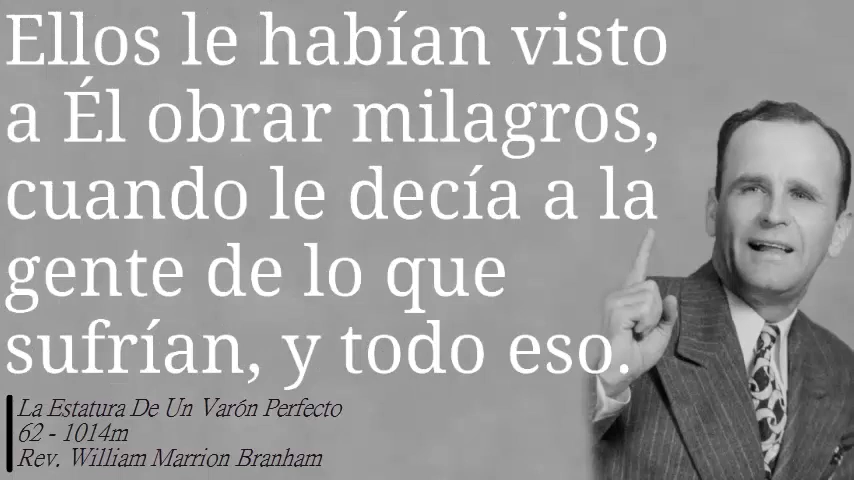 Ellos le habían visto
a Él obrar milagros,
cuando le decía a la
gente de lo que
sufrían, y todo eso.
La Estatura De Un Varón Perfecto
62 - 1014m
Rev. William Marrion Branham